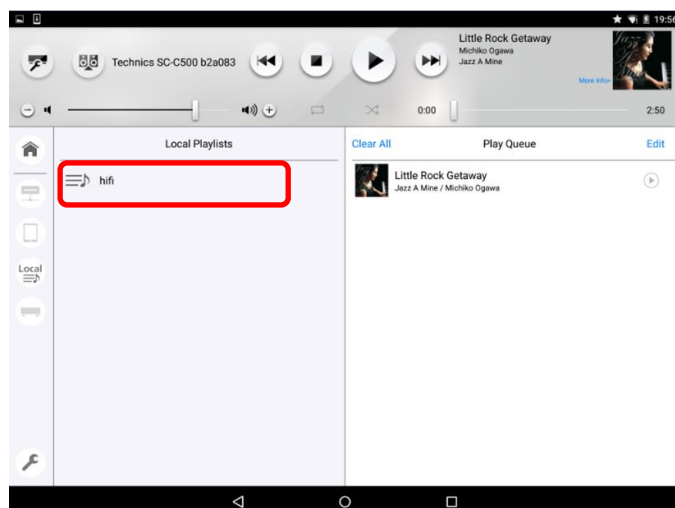 19:56
Technics SC-C500 b2a083
Little Rock Getaway
Michiko Ogawa
Jazz A Mine
More Info>
0:00
2:50
Local Playlists
Clear All
Play Queue
Edit
hifi
Little Rock Getaway
Jazz A Mine / Michiko Ogawa
Local